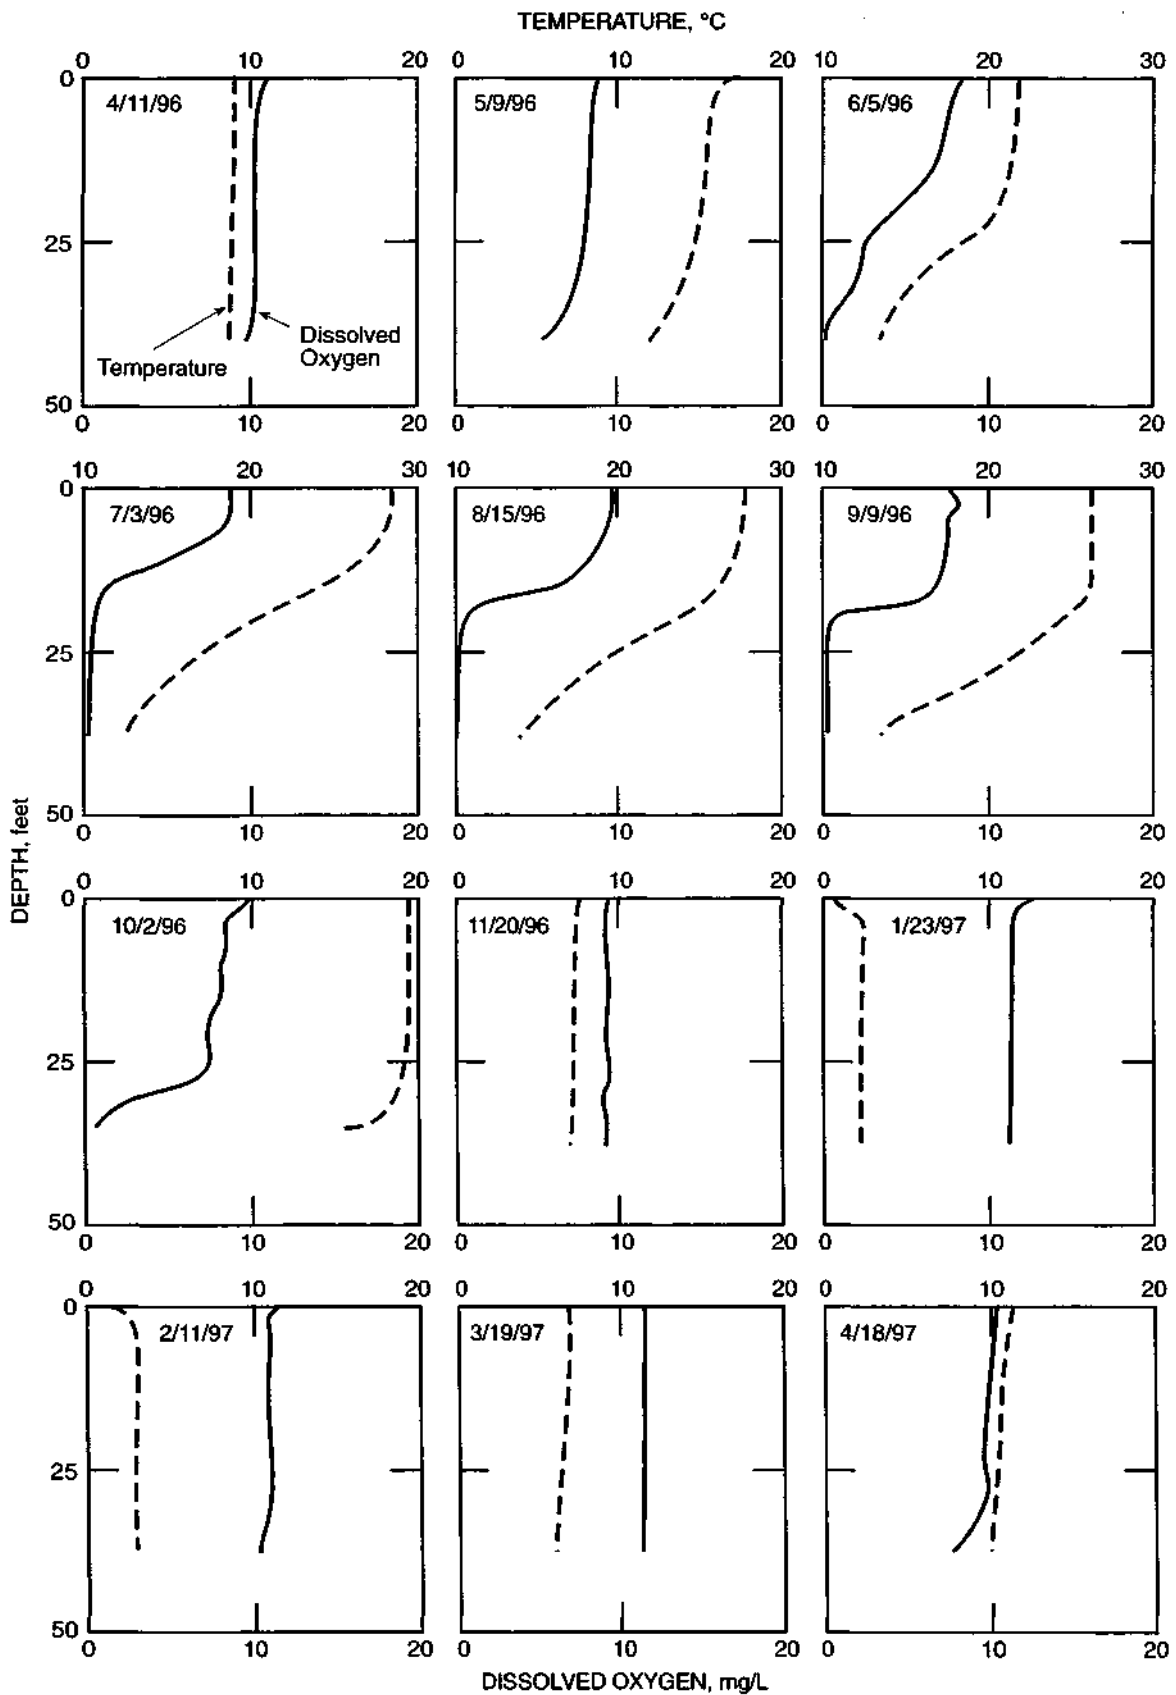 TEMPERATURE, °C
0 10 20 0 10 20 10 20 30
0
4/11/96 5/9/96 6/5/96
25
Dissolved
Oxygen
Temperature
50
0 10 20 0 10 20 0 10 20
10 20 30 10 20 30 10 20 30
0
7/3/96 8/15/96 9/9/96
25
50
0 10 20 0 10 20 0 10 20
DEPTH, feet
0 10 20 0 10 20 0 10 20
0
10/2/96 11/20/96 1/23/97
25
50
0 10 20 0 10 20 0 10 20
0 10 20 0 10 20 0 10 20
0
2/11/97 3/19/97 4/18/97
25
50
0 10 20 0 10 20 0 10 20
DISSOLVED OXYGEN, mg/L